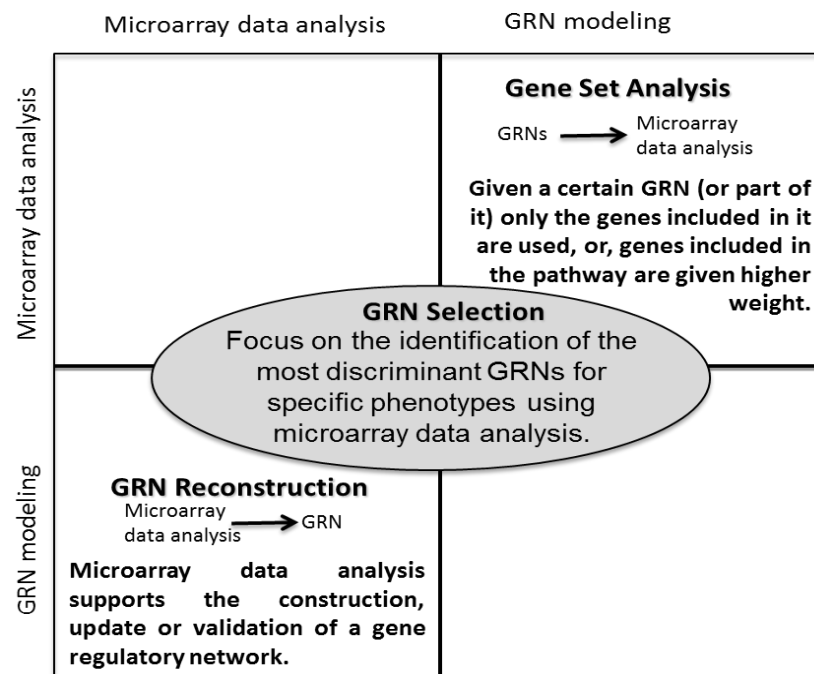 Microarray data analysis
GRN modeling
Microarray data analysis
Gene Set Analysis
GRNs
Microarray
data analysis
Given a certain GRN (or part of
it) only the genes included in it
are used, or, genes included in
the pathway are given higher
weight.
GRN Selection
Focus on the identification of the
most discriminant GRNs for
specific phenotypes using
microarray data analysis.
GRN modeling
GRN Reconstruction
Microarray
data analysis
GRN
Microarray data analysis
supports the construction,
update or validation of a gene
regulatory network.